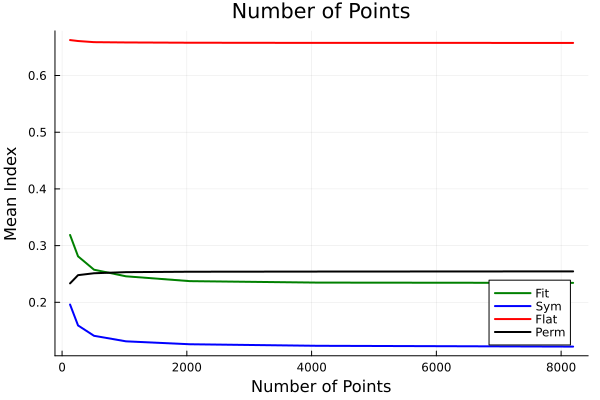 Number of Points
Mean Index
0.6
0.5
0.4
0.3
0.2
Fit
Sym
Flat
Perm
0
2000
4000
6000
8000
Number of Points